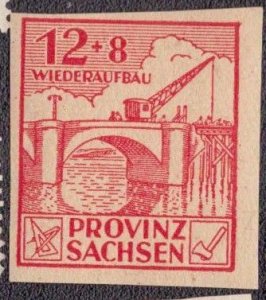 12+8
WIEDERAUFBAU
PROVINZ
SACHSEN